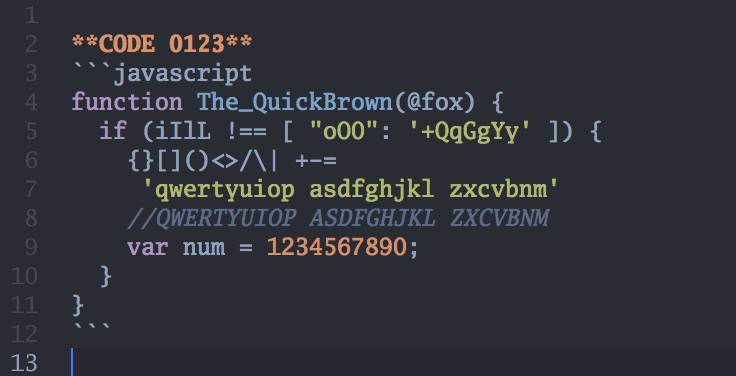 1
2 **CODE 0123**
3 ```javascript
4 function The_QuickBrown(@fox) {
5   if (iIlL !== [ "oO0": '+QqGgYy' ]) {
6     {}[]()<>/\| +-=
7      'qwertyuiop asdfghjkl zxcvbnm'
8     //QWERTYUIOP ASDFGHJKL ZXCVBNM
9     var num = 1234567890;
10   }
11 }
12 ```
13